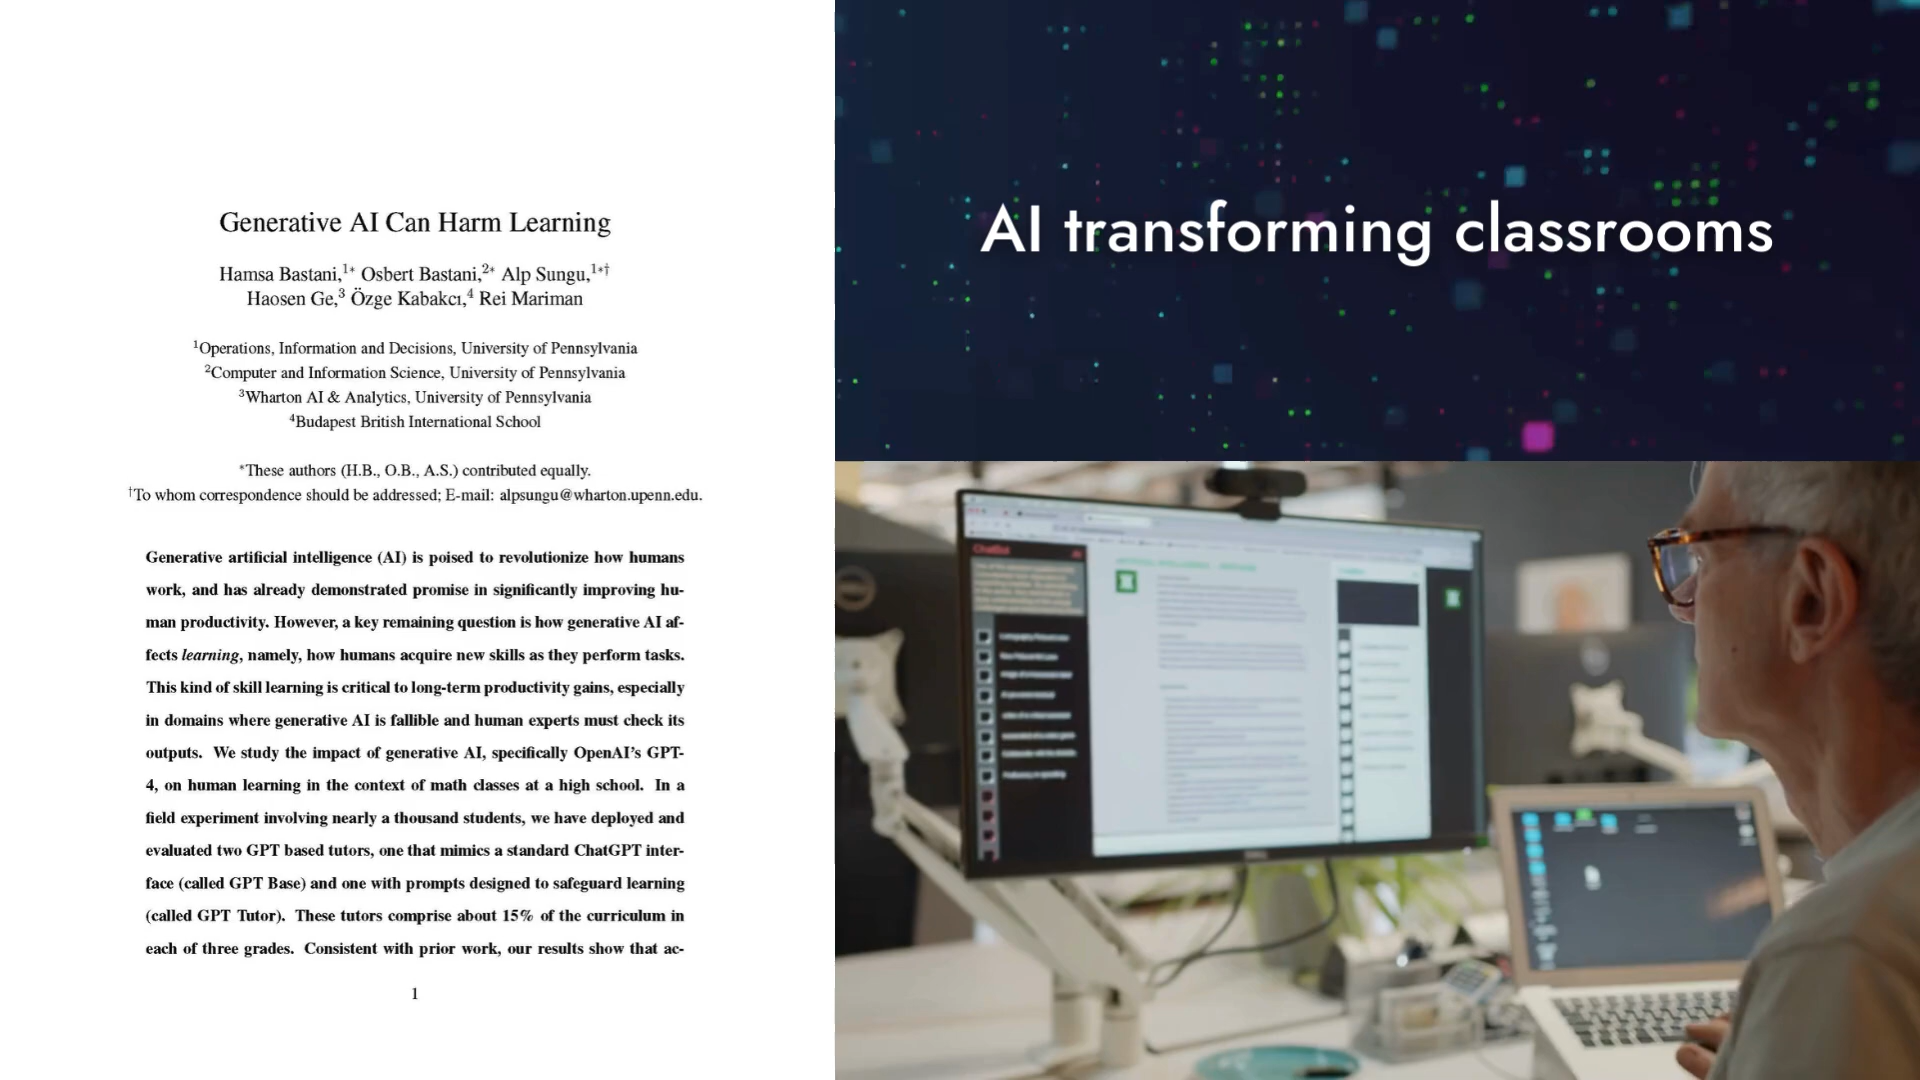 Generative AI Can Harm Learning
Hamsa Bastani,1* Osbert Bastani,2* Alp Sungu,1*†
Haosen Ge,3 Özge Kabakcı,4 Rei Mariman
1Operations, Information and Decisions, University of Pennsylvania
2Computer and Information Science, University of Pennsylvania
3Wharton AI & Analytics, University of Pennsylvania
4Budapest British International School
*These authors (H.B., O.B., A.S.) contributed equally.
†To whom correspondence should be addressed; E-mail: alpsungu@wharton.upenn.edu.
Generative artificial intelligence (AI) is poised to revolutionize how humans
work, and has already demonstrated promise in significantly improving hu-
man productivity. However, a key remaining question is how generative AI af-
fects learning, namely, how humans acquire new skills as they perform tasks.
This kind of skill learning is critical to long-term productivity gains, especially
in domains where generative AI is fallible and human experts must check its
outputs. We study the impact of generative AI, specifically OpenAI's GPT-
4, on human learning in the context of math classes at a high school. In a
field experiment involving nearly a thousand students, we have deployed and
evaluated two GPT based tutors, one that mimics a standard ChatGPT inter-
face (called GPT Base) and one with prompts designed to safeguard learning
(called GPT Tutor). These tutors comprise about 15% of the curriculum in
each of three grades. Consistent with prior work, our results show that ac-
1
AI transforming classrooms